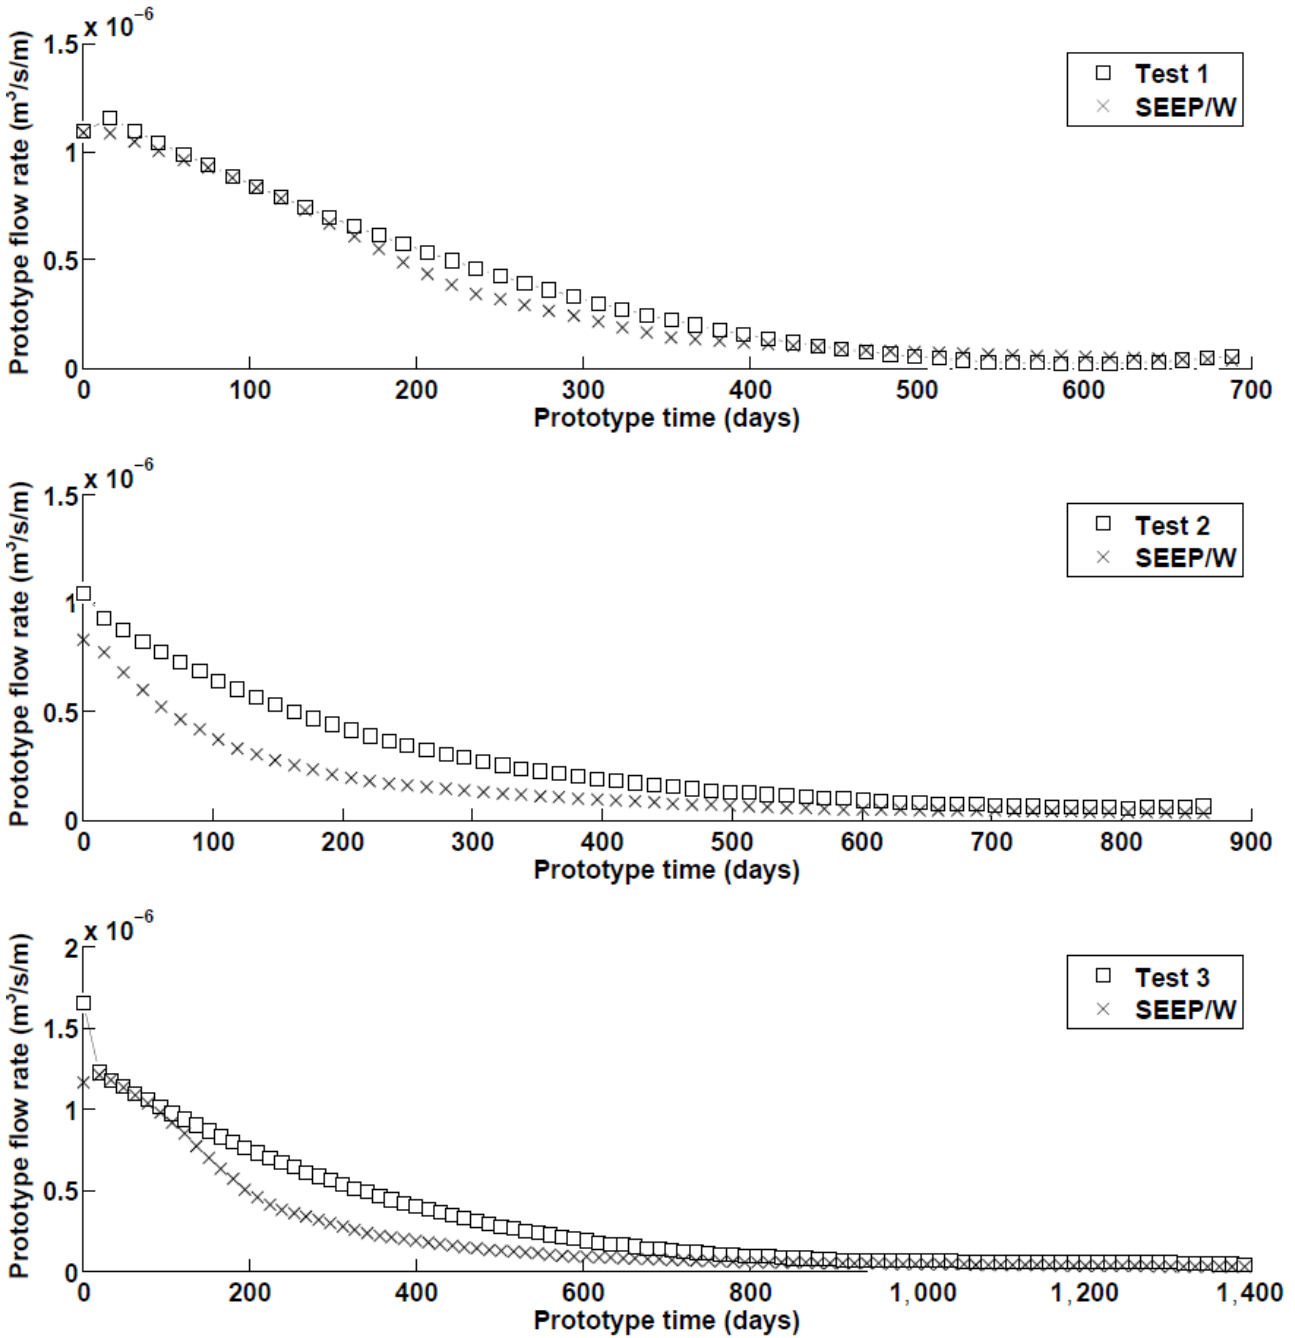 x 10⁻⁶
1.5
1
0.5
0
Prototype flow rate (m³/s/m)
Test 1
SEEP/W
0 100 200 300 400 500 600 700
Prototype time (days)
x 10⁻⁶
1.5
1
0.5
0
Prototype flow rate (m³/s/m)
Test 2
SEEP/W
0 100 200 300 400 500 600 700 800 900
Prototype time (days)
x 10⁻⁶
2
1.5
1
0.5
0
Prototype flow rate (m³/s/m)
Test 3
SEEP/W
0 200 400 600 800 1,000 1,200 1,400
Prototype time (days)